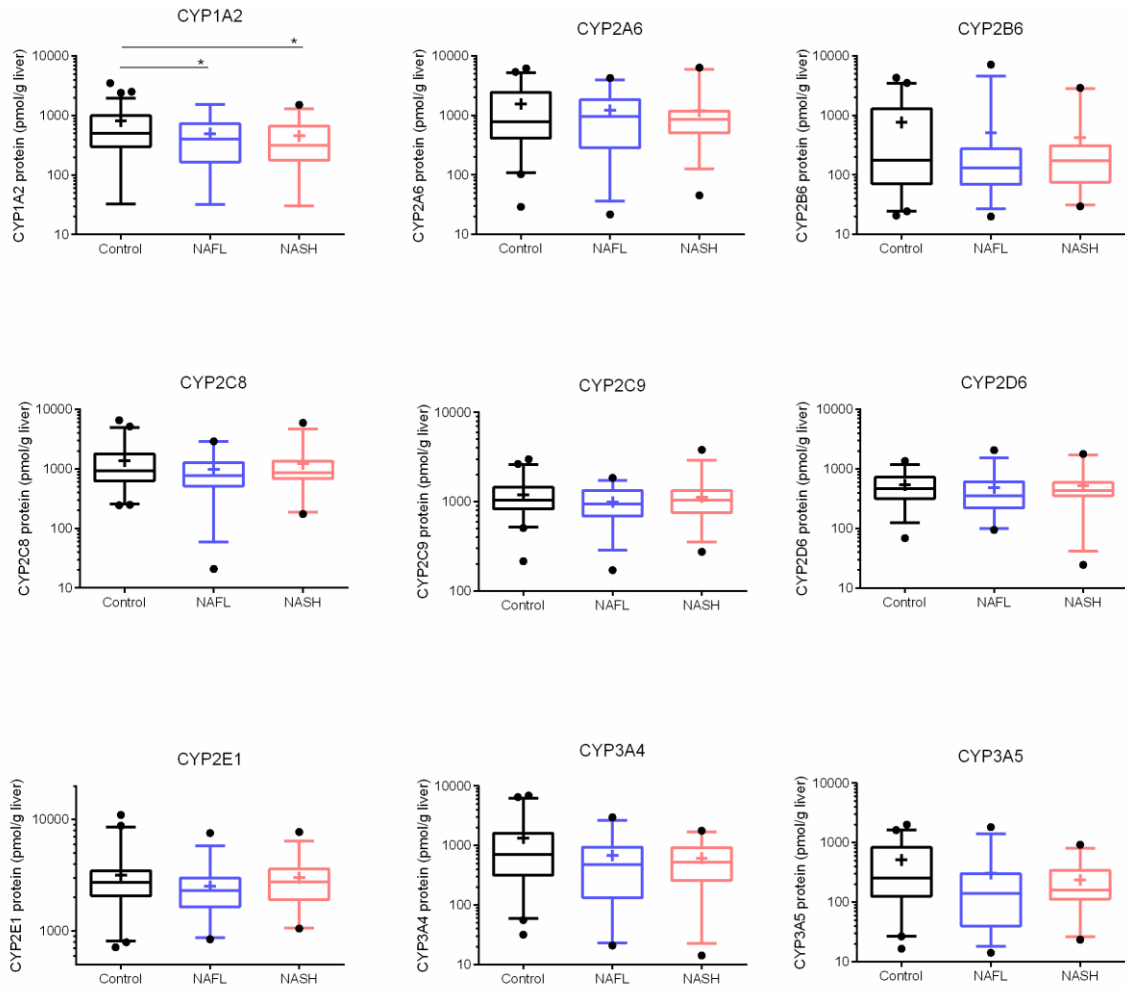 CYP1A2
CYP1A2 protein (pmol/g liver)
10000
1000
100
10
*
*
Control NAFL NASH
CYP2A6
CYP2A6 protein (pmol/g liver)
10000
1000
100
10
Control NAFL NASH
CYP2B6
CYP2B6 protein (pmol/g liver)
10000
1000
100
10
Control NAFL NASH
CYP2C8
CYP2C8 protein (pmol/g liver)
10000
1000
100
10
Control NAFL NASH
CYP2C9
CYP2C9 protein (pmol/g liver)
10000
1000
100
Control NAFL NASH
CYP2D6
CYP2D6 protein (pmol/g liver)
10000
1000
100
10
Control NAFL NASH
CYP2E1
CYP2E1 protein (pmol/g liver)
10000
1000
Control NAFL NASH
CYP3A4
CYP3A4 protein (pmol/g liver)
10000
1000
100
10
Control NAFL NASH
CYP3A5
CYP3A5 protein (pmol/g liver)
10000
1000
100
10
Control NAFL NASH